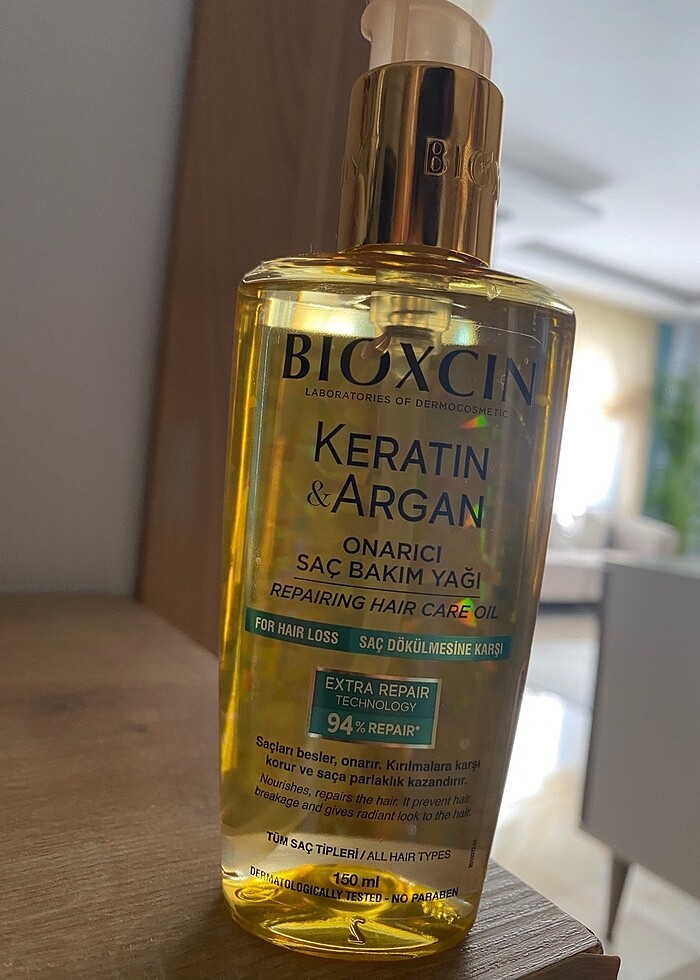 BIOX
BIOXCIN
LABORATORIES OF DERMOCOSMETIC
KERATIN
&ARGAN
ONARICI
SAÇ BAKIM YAĞI
REPAIRING HAIR CARE OIL
FOR HAIR LOSS SAÇ DÖKÜLMESİNE KARŞI
EXTRA REPAIR
TECHNOLOGY
94% REPAIR*
Saçları besler, onarır. Kırılmalara karşı
korur ve saça parlaklık kazandırır.
Nourishes, repairs the hair. It prevent hair
breakage and gives radiant look to the hair.
TÜM SAÇ TİPLERİ / ALL HAIR TYPES
150 ml
DERMATOLOGICALLY TESTED - NO PARABEN